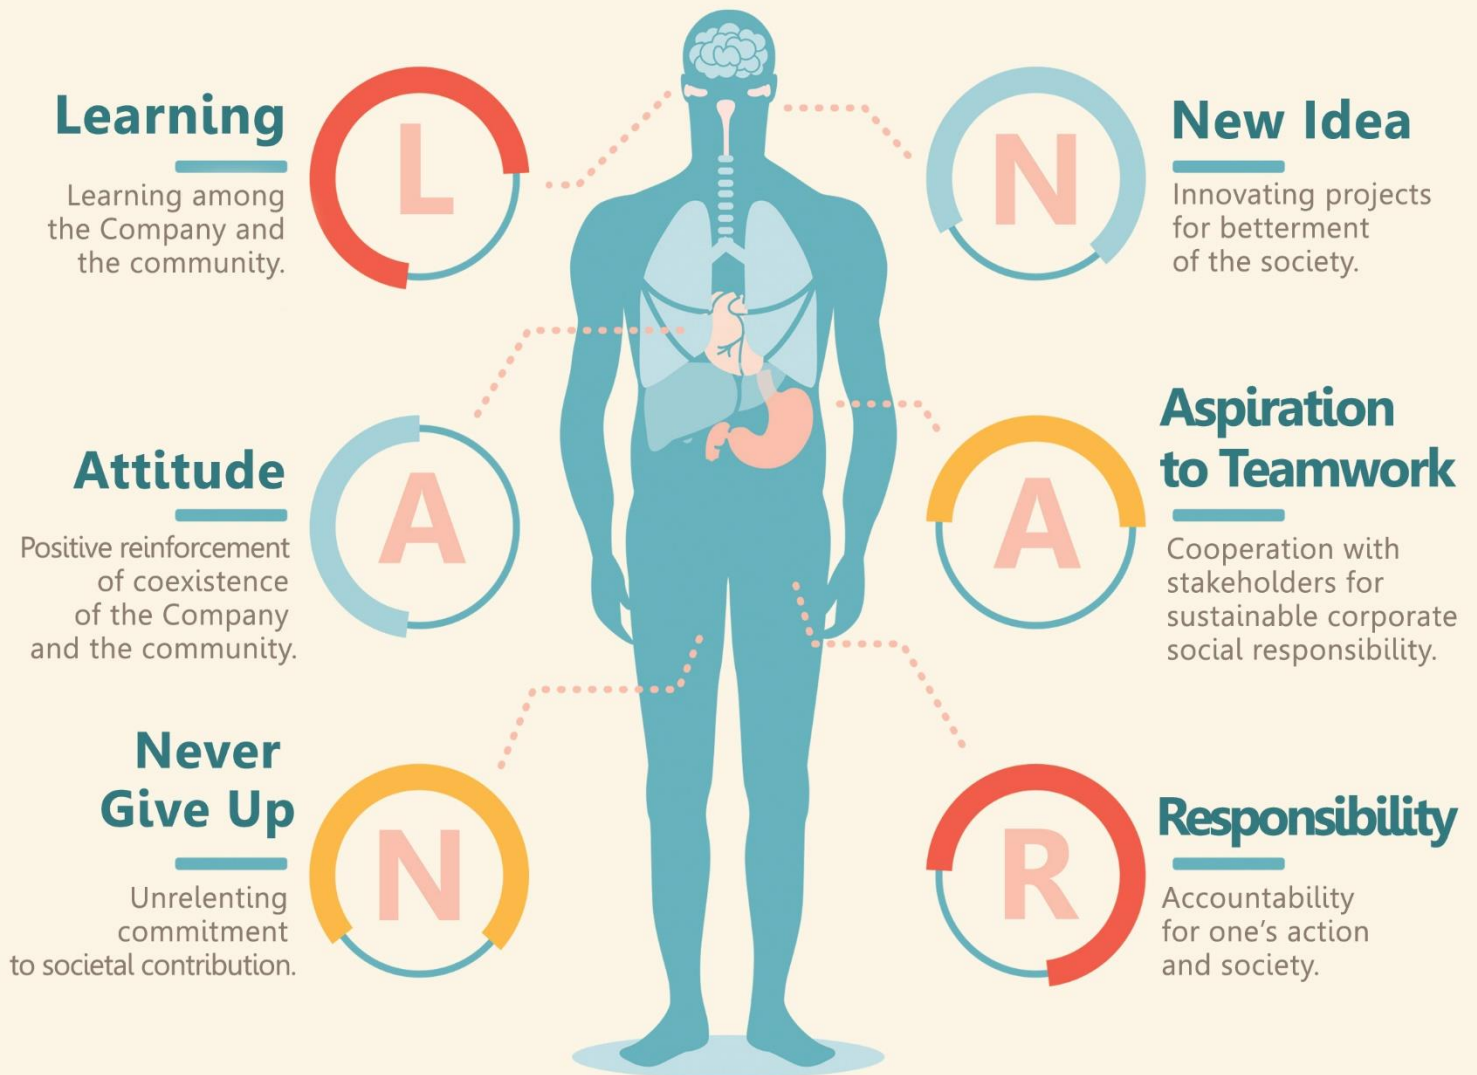 Learning
L
Learning among
the Company and
the community.
Attitude
A
Positive reinforcement
of coexistence
of the Company
and the community.
Never
Give Up
N
Unrelenting
commitment
to societal contribution.
N
New Idea
Innovating projects
for betterment
of the society.
A
Aspiration
to Teamwork
Cooperation with
stakeholders for
sustainable corporate
social responsibility.
R
Responsibility
Accountability
for one’s action
and society.